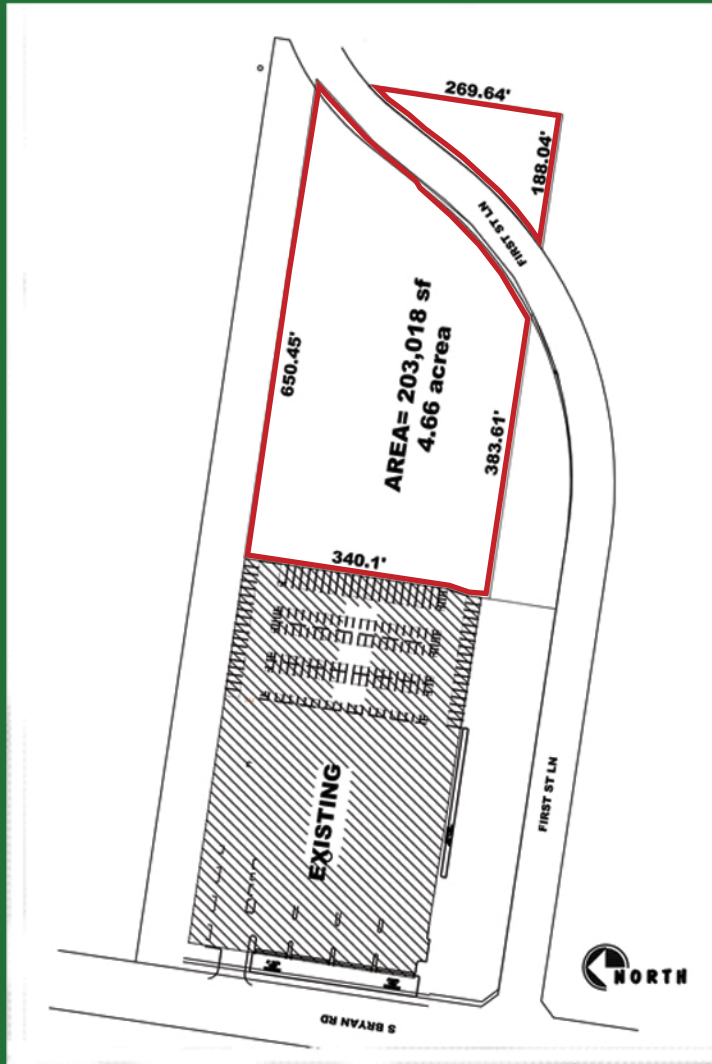 269.64'
188.04'
FIRST ST LN
650.45'
AREA= 203,018 sf
4.66 acrea
383.61'
340.1'
EXISTING
FIRST ST LN
NORTH
S BRYAN RD